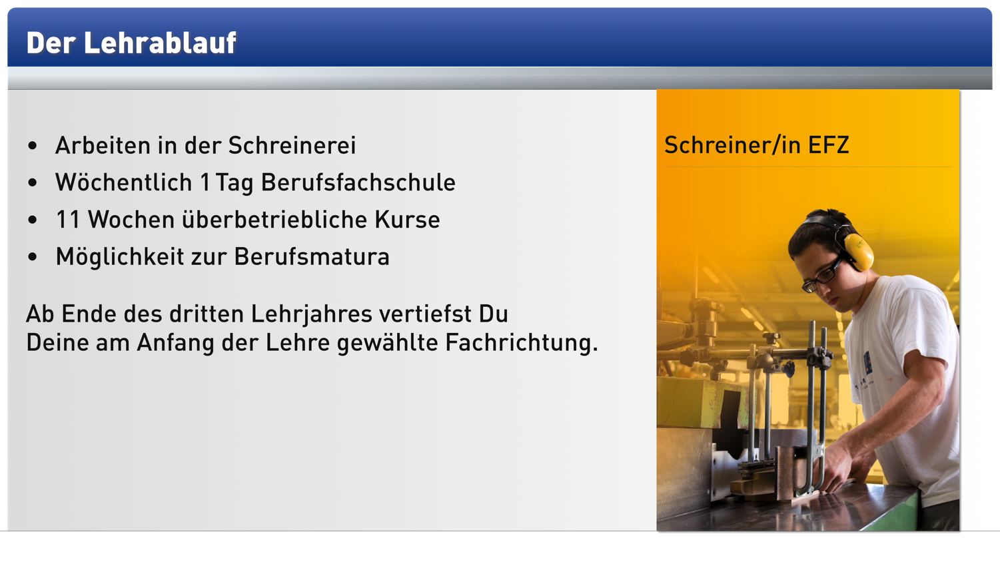 Der Lehrablauf
• Arbeiten in der Schreinerei
• Wöchentlich 1 Tag Berufsfachschule
• 11 Wochen überbetriebliche Kurse
• Möglichkeit zur Berufsmatura
Ab Ende des dritten Lehrjahres vertiefst Du
Deine am Anfang der Lehre gewählte Fachrichtung.
Schreiner/in EFZ